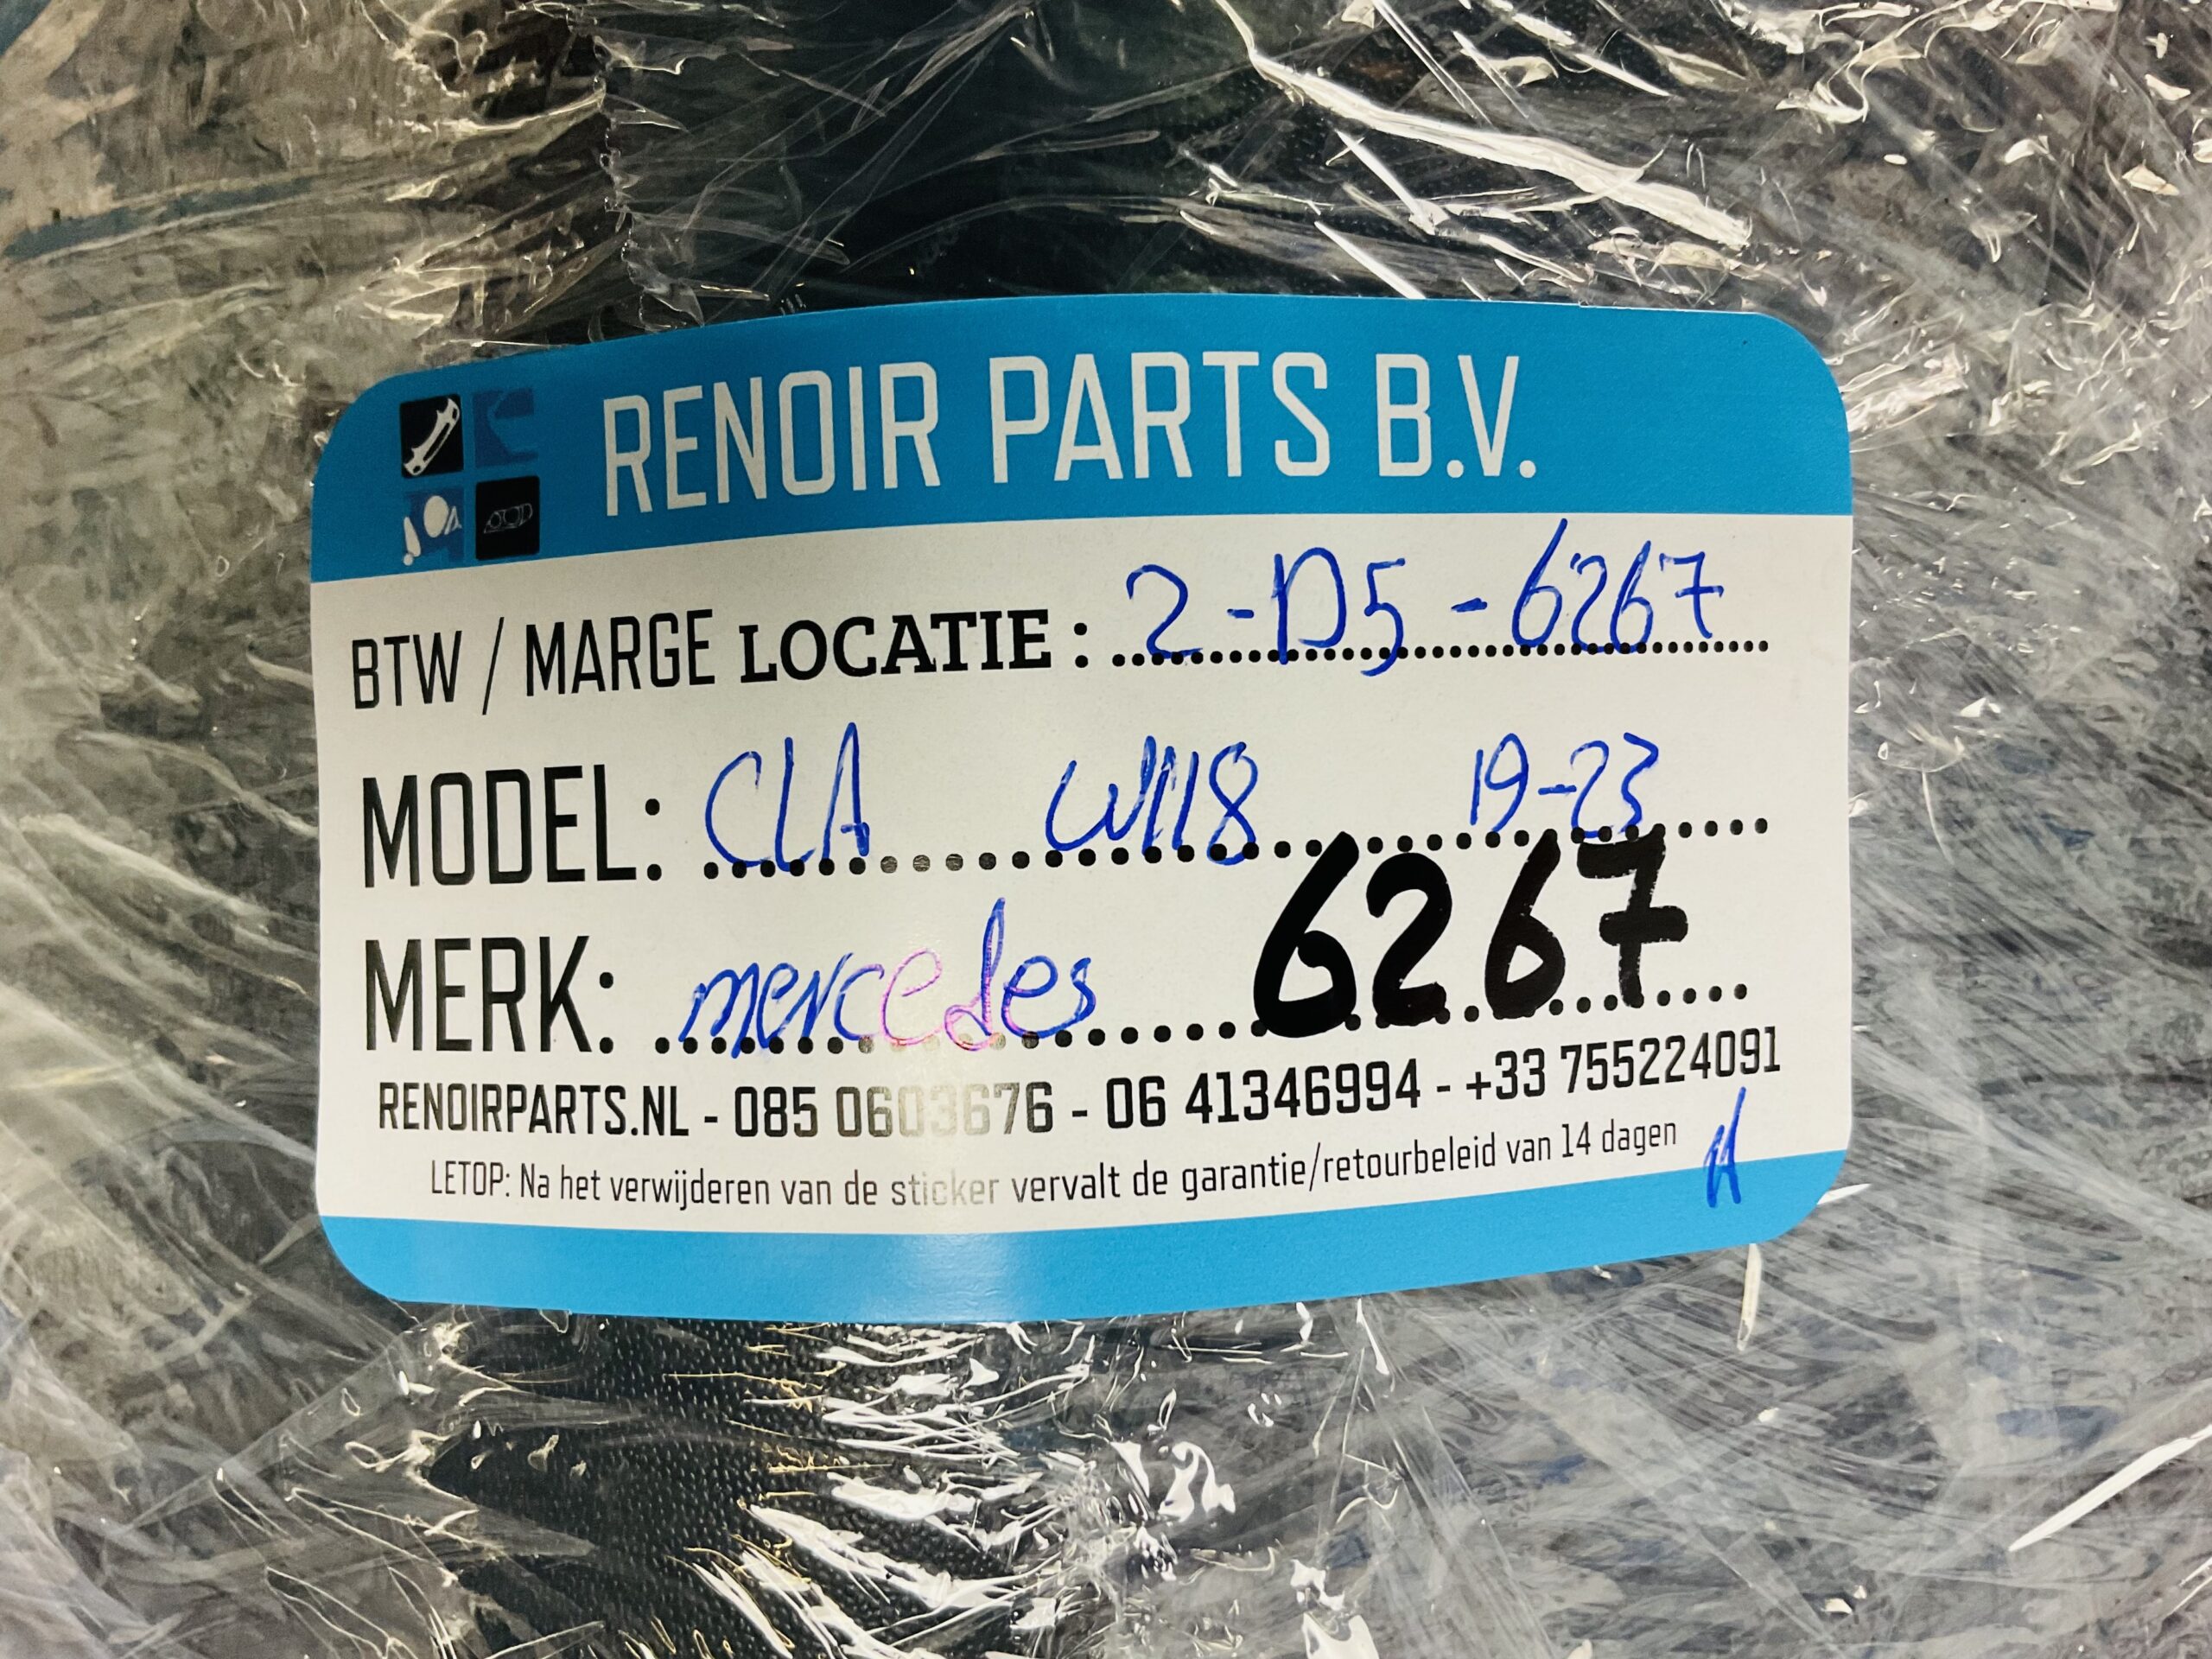 RENOIR PARTS B.V.
BTW / MARGE LOCATIE : 2-D5-6267
MODEL: CLA W118 19-23
MERK: mercedes 6267
RENOIRPARTS.NL - 085 0603676 - 06 41346994 - +33 755224091
LETOP: Na het verwijderen van de sticker vervalt de garantie/retourbeleid van 14 dagen